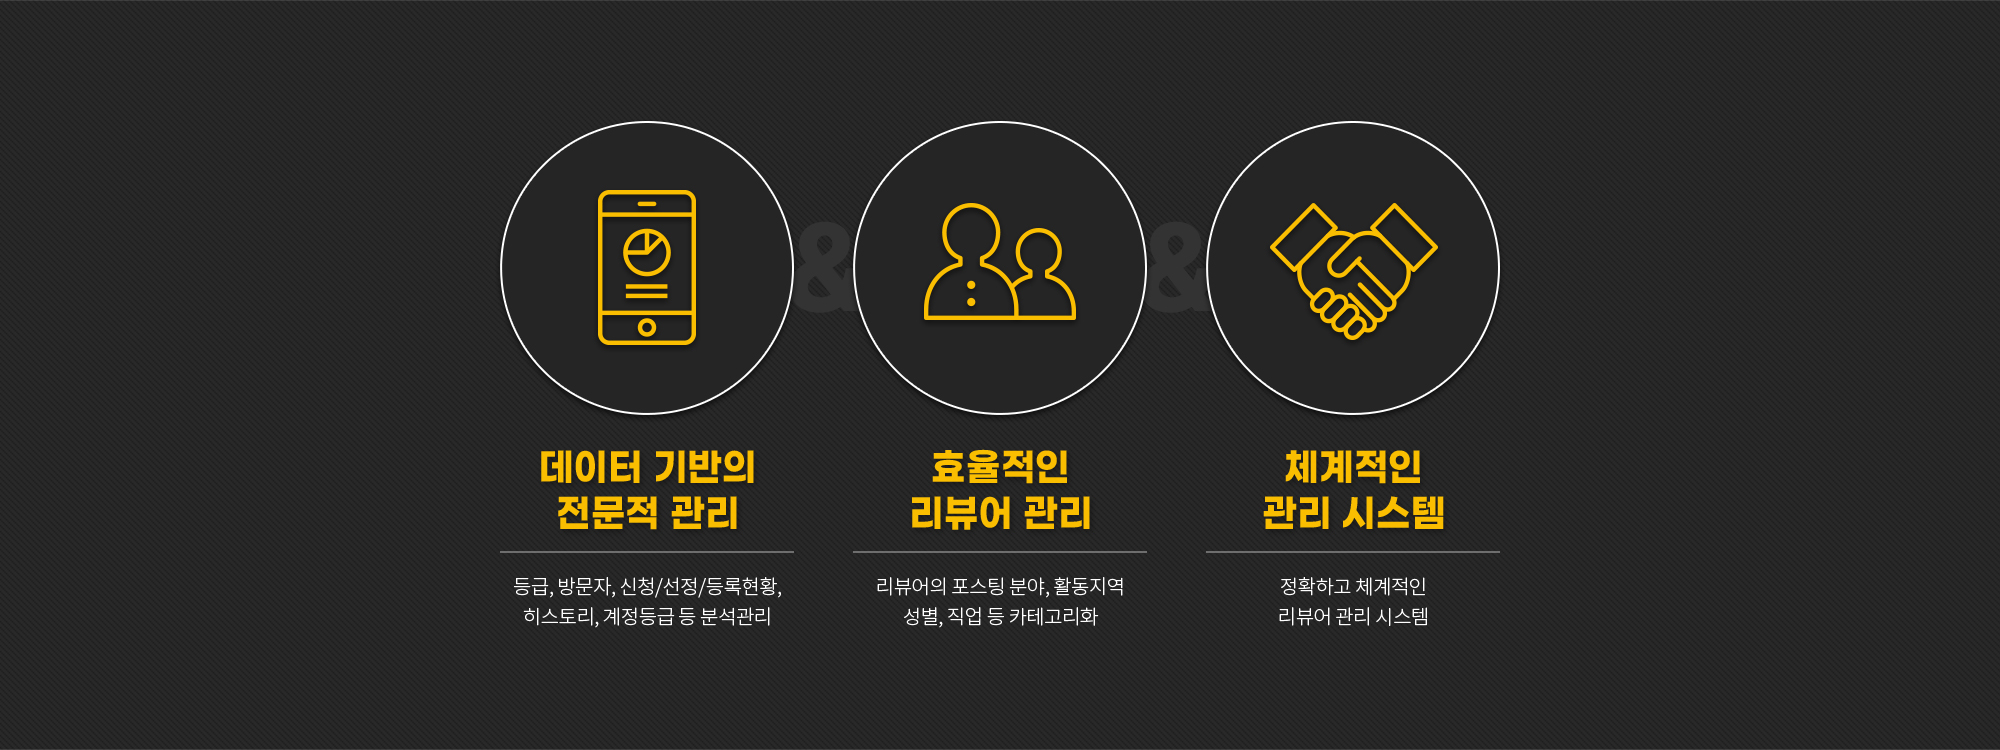 &
&
데이터 기반의
전문적 관리
등급, 방문자, 신청/선정/등록현황,
히스토리, 계정등급 등 분석관리
효율적인
리뷰어 관리
리뷰어의 포스팅 분야, 활동지역
성별, 직업 등 카테고리화
체계적인
관리 시스템
정확하고 체계적인
리뷰어 관리 시스템